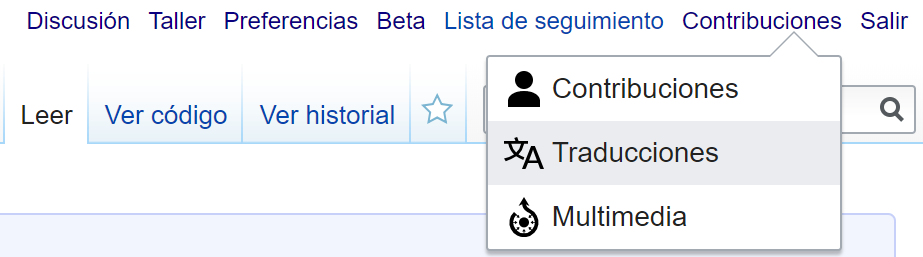 Discusión Taller Preferencias Beta Lista de seguimiento Contribuciones Salir
Leer Ver código Ver historial
Contribuciones
Traducciones
Multimedia